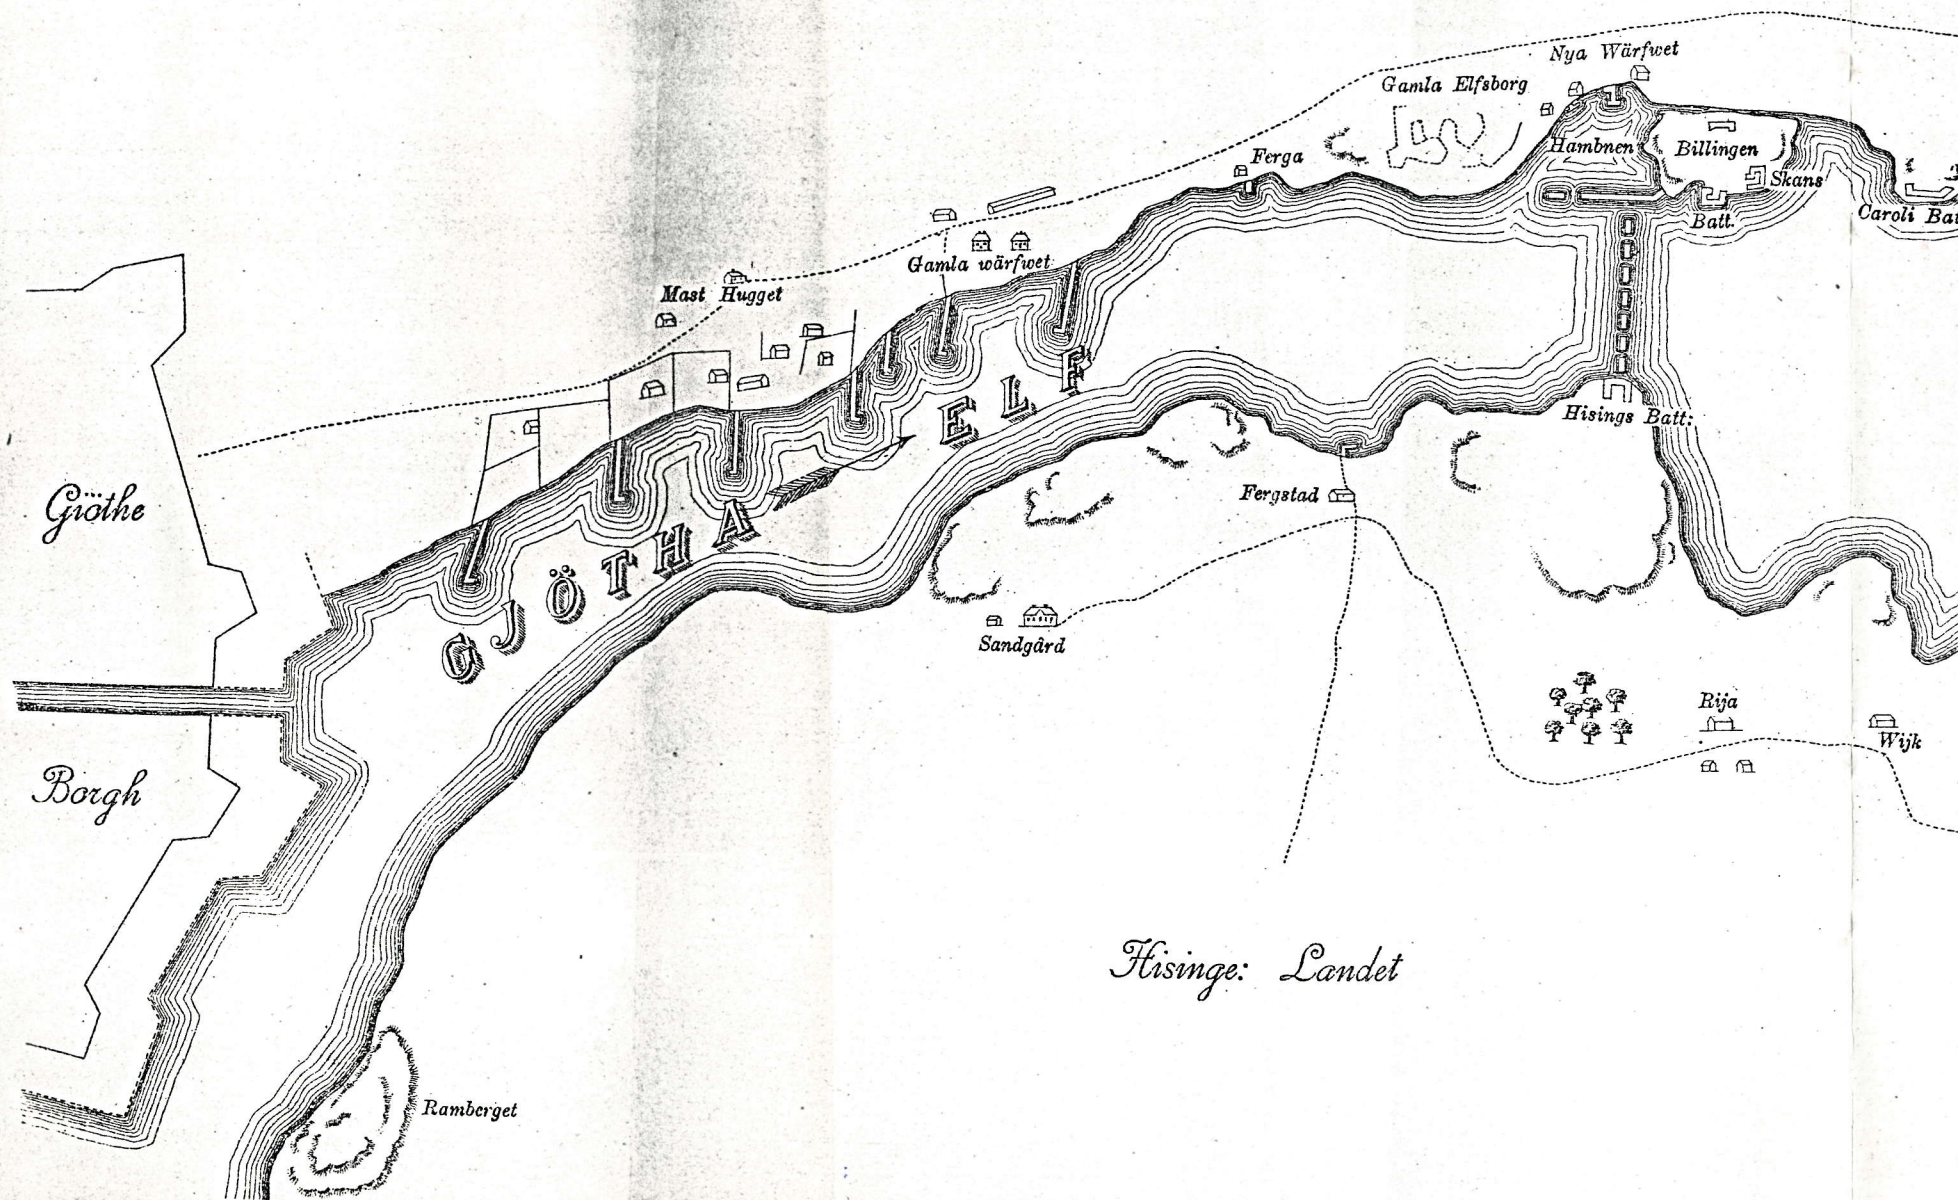 Nya Wärfwet
Gamla Elfsborg
Hambnen
Billingen
Ferga
Skans
Batt.
Caroli
Gamla wärfwet
Mast Hugget
GJÖTHA ELF
Hisings Batt:
Giöthe
Fergstad
Sandgård
Rija
Wijk
Borgh
Hisinge: Landet
Ramberget